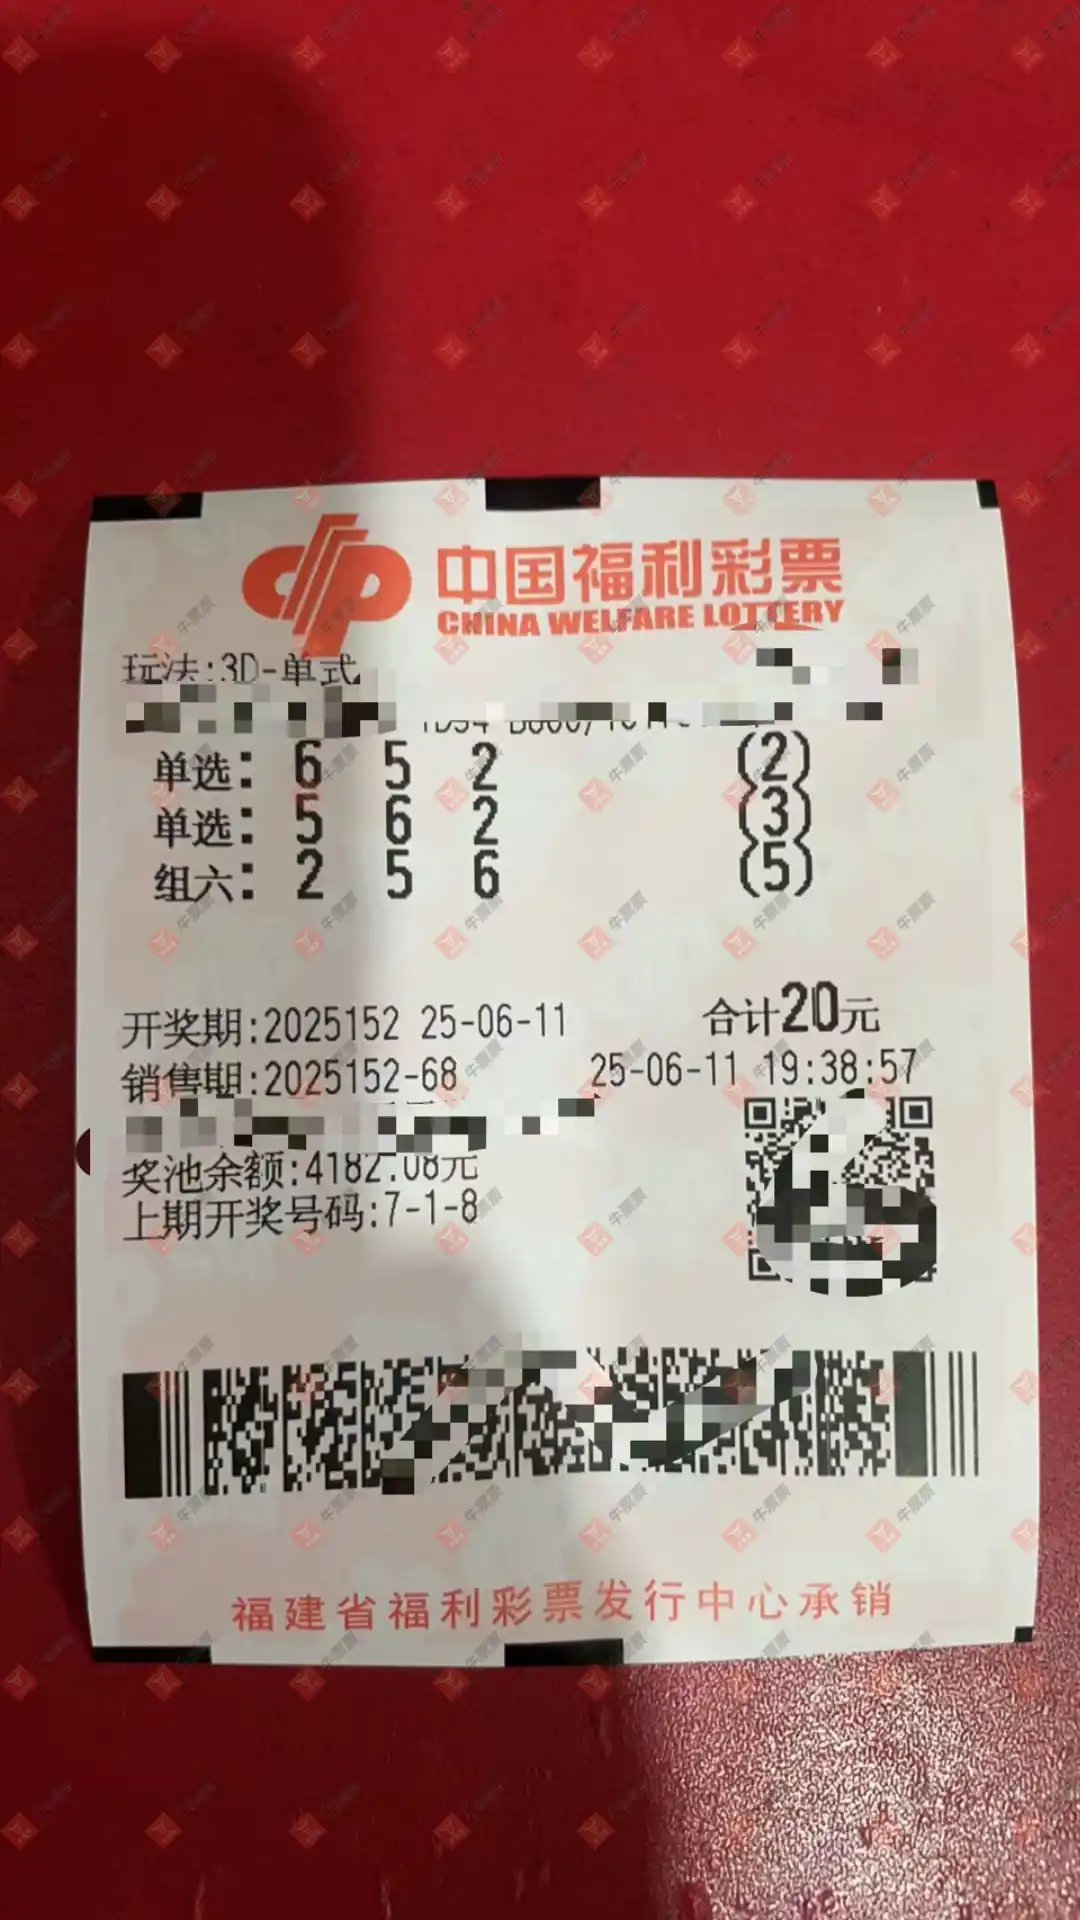 中国福利彩票
CHINA WELFARE LOTTERY
玩法:3D-单式
单选: 6 5 2 (2)
单选: 5 6 2 (3)
组六: 2 5 6 (5)
开奖期:2025152 25-06-11 合计20元
销售期:2025152-68 25-06-11 19:38:57
奖池余额:4182.08元
上期开奖号码:7-1-8
福建省福利彩票发行中心承销
牛票票